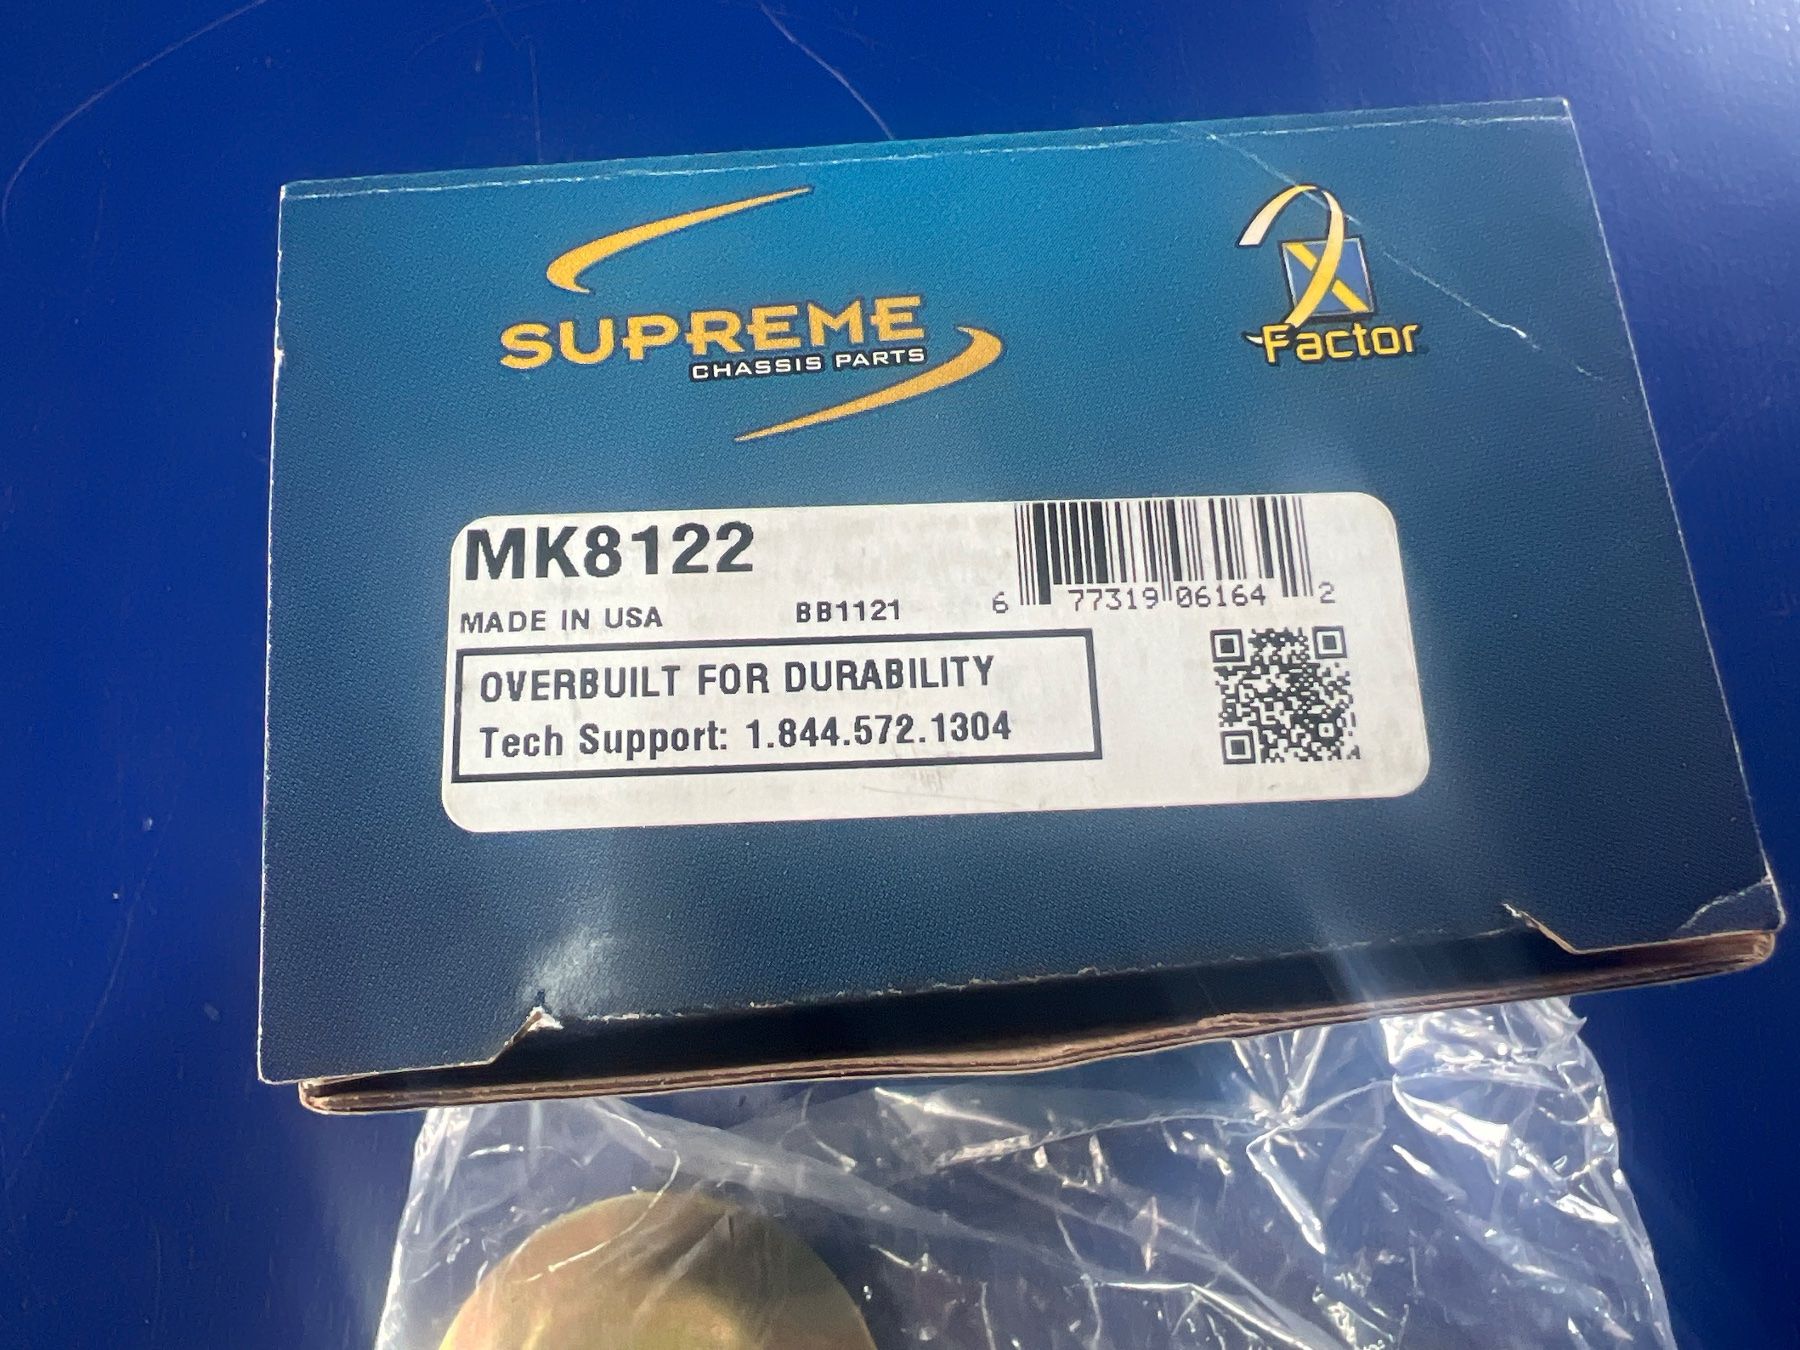 SUPREME
CHASSIS PARTS
X
Factor
MK8122
MADE IN USA
BB1121
6 77319 06164 2
OVERBUILT FOR DURABILITY
Tech Support: 1.844.572.1304